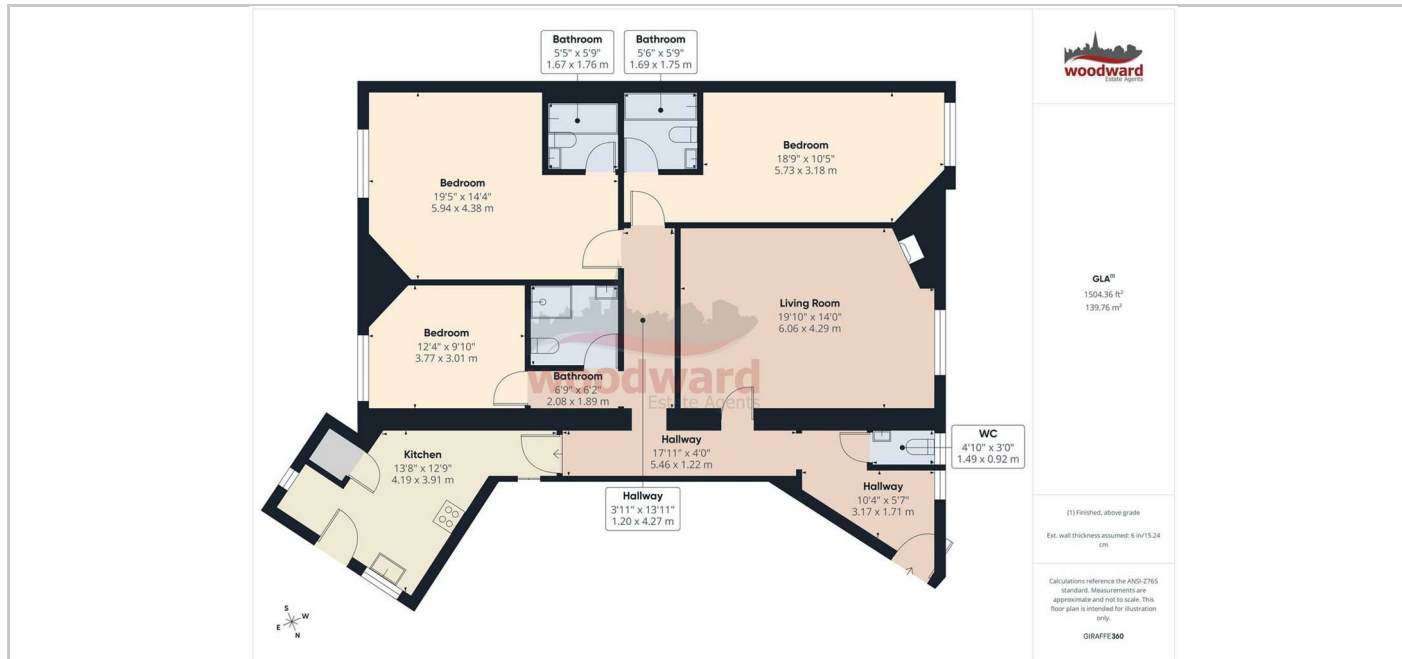 Bathroom
5'5" x 5'9"
1.67 x 1.76 m
Bathroom
5'6" x 5'9"
1.69 x 1.75 m
Bedroom
19'5" x 14'4"
5.94 x 4.38 m
Bedroom
18'9" x 10'5"
5.73 x 3.18 m
Living Room
19'10" x 14'0"
6.06 x 4.29 m
Bedroom
12'4" x 9'10"
3.77 x 3.01 m
Bathroom
6'9" x 6'2"
2.08 x 1.89 m
woodward
Estate Agents
Kitchen
13'8" x 12'9"
4.19 x 3.91 m
Hallway
17'11" x 4'0"
5.46 x 1.22 m
WC
4'10" x 3'0"
1.49 x 0.92 m
Hallway
10'4" x 5'7"
3.17 x 1.71 m
Hallway
3'11" x 13'11"
1.20 x 4.27 m
S
W
E
N
woodward
Estate Agents
GLA⁽¹⁾
1504.36 ft²
139.76 m²
(1) Finished, above grade
Ext. wall thickness assumed: 6 in/15.24
cm
Calculations reference the ANSI-Z765
standard. Measurements are
approximate and not to scale. This
floor plan is intended for illustration
only.
GIRAFFE360